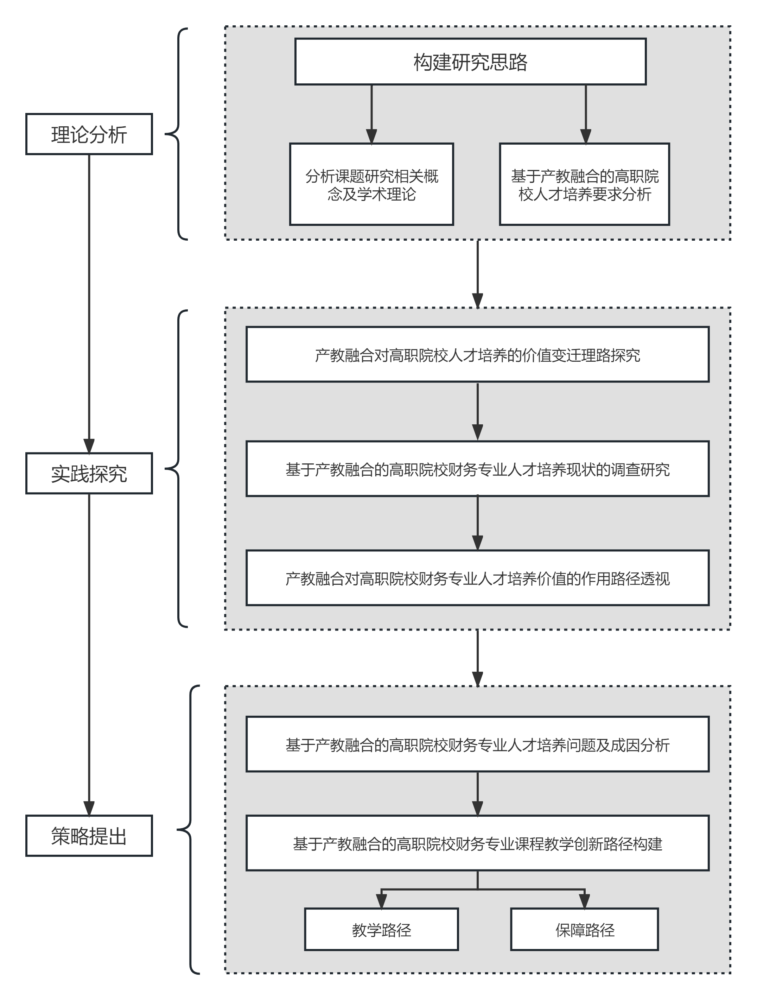 构建研究思路
理论分析
分析课题研究相关概
念及学术理论
基于产教融合的高职院
校人才培养要求分析
产教融合对高职院校人才培养的价值变迁理路探究
实践探究
基于产教融合的高职院校财务专业人才培养现状的调查研究
产教融合对高职院校财务专业人才培养价值的作用路径透视
基于产教融合的高职院校财务专业人才培养问题及成因分析
策略提出
基于产教融合的高职院校财务专业课程教学创新路径构建
教学路径
保障路径